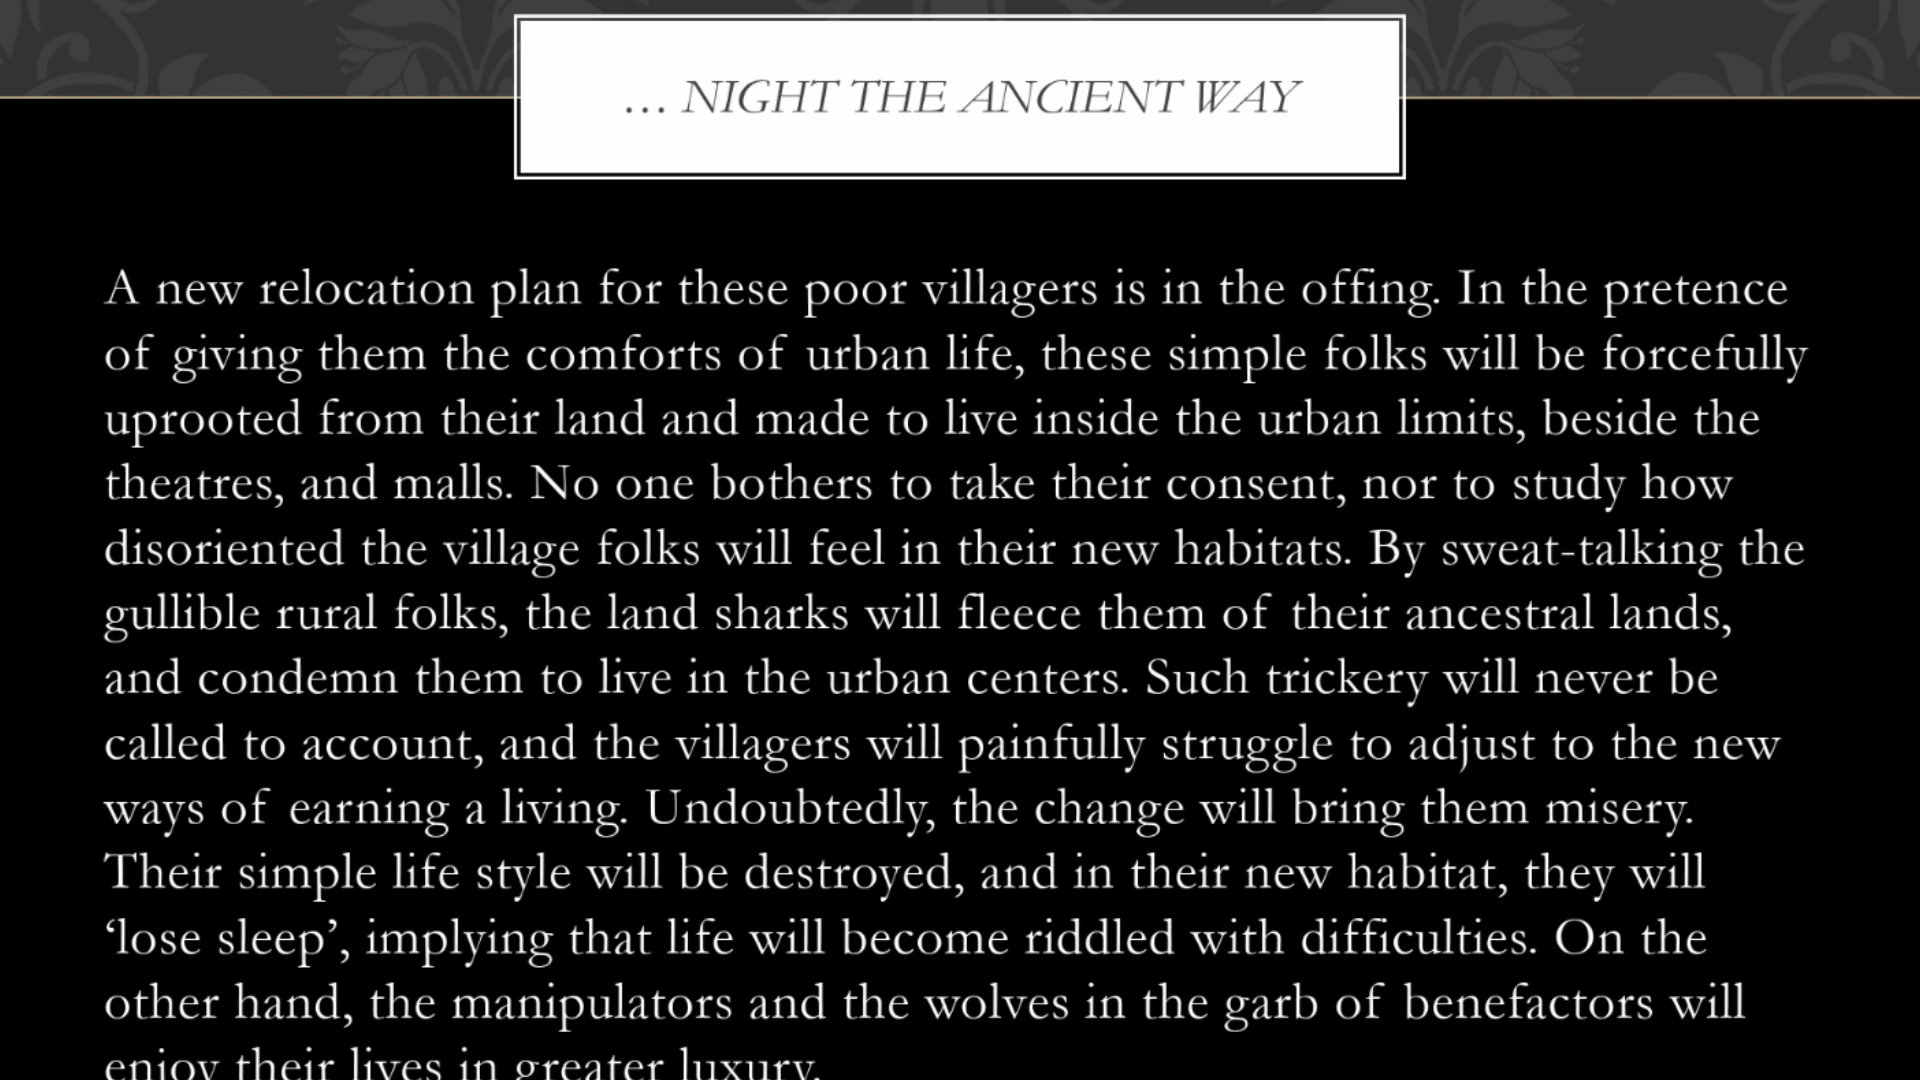 … NIGHT THE ANCIENT WAY
A new relocation plan for these poor villagers is in the offing. In the pretence
of giving them the comforts of urban life, these simple folks will be forcefully
uprooted from their land and made to live inside the urban limits, beside the
theatres, and malls. No one bothers to take their consent, nor to study how
disoriented the village folks will feel in their new habitats. By sweat-talking the
gullible rural folks, the land sharks will fleece them of their ancestral lands,
and condemn them to live in the urban centers. Such trickery will never be
called to account, and the villagers will painfully struggle to adjust to the new
ways of earning a living. Undoubtedly, the change will bring them misery.
Their simple life style will be destroyed, and in their new habitat, they will
‘lose sleep’, implying that life will become riddled with difficulties. On the
other hand, the manipulators and the wolves in the garb of benefactors will
enjoy their lives in greater luxury.